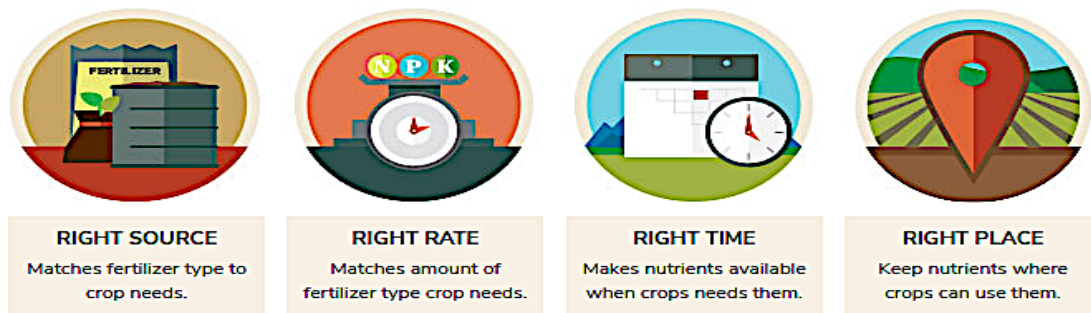 FERTILIZER
N P K
RIGHT SOURCE
Matches fertilizer type to
crop needs.
RIGHT RATE
Matches amount of
fertilizer type crop needs.
RIGHT TIME
Makes nutrients available
when crops needs them.
RIGHT PLACE
Keep nutrients where
crops can use them.